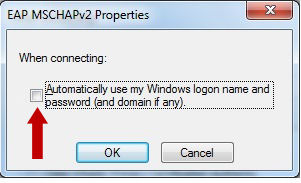 EAP MSCHAPv2 Properties
When connecting:
Automatically use my Windows logon name and
password (and domain if any).
OK
Cancel